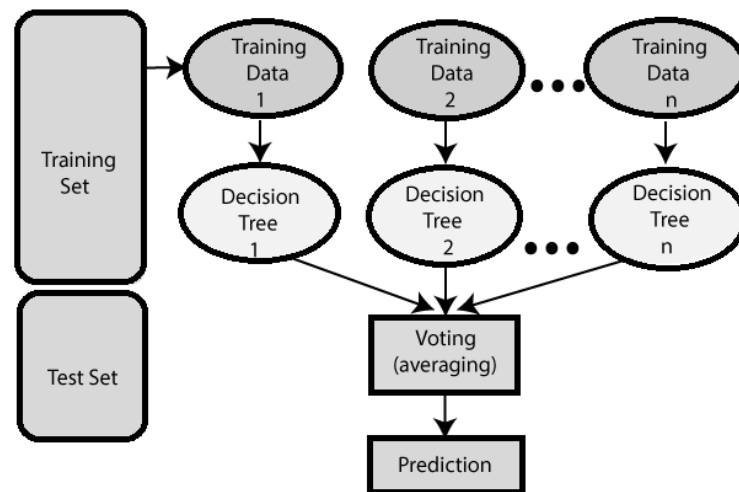 Training
Set
Test Set
Training
Data
1
Training
Data
2
Training
Data
n
Decision
Tree
1
Decision
Tree
2
Decision
Tree
n
Voting
(averaging)
Prediction